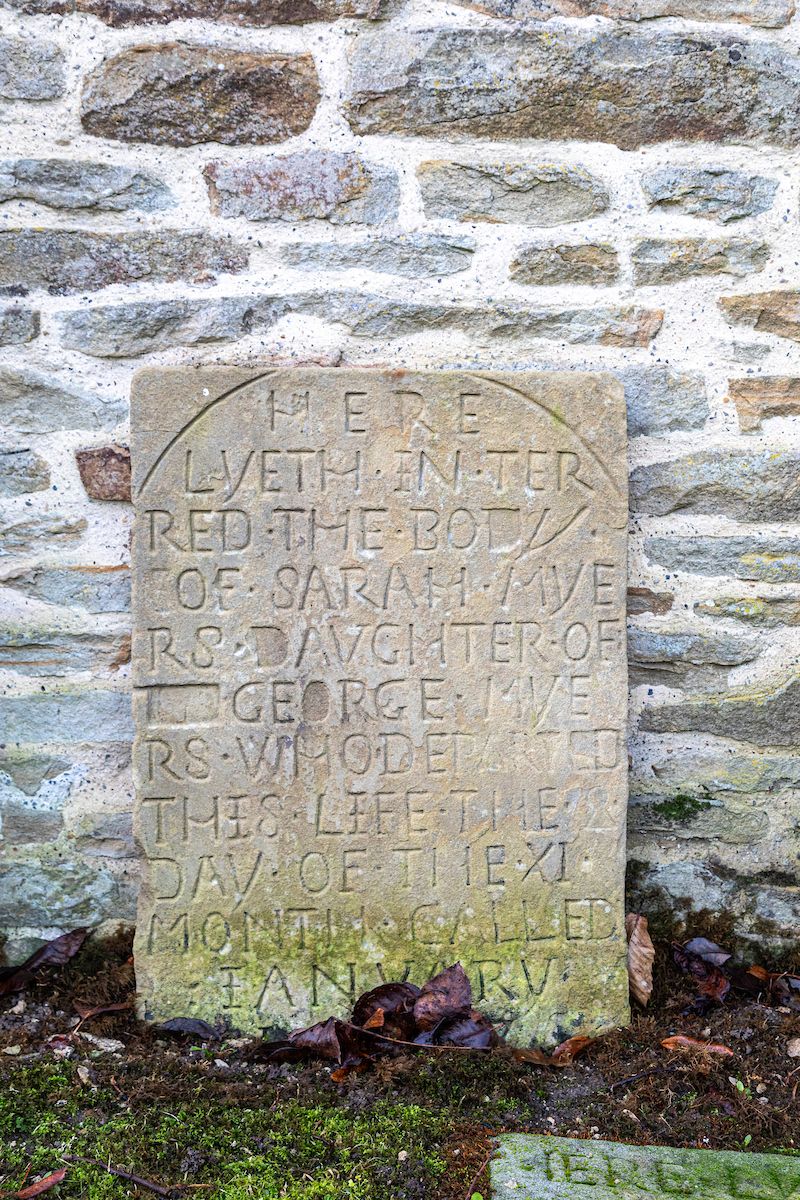 HERE
LYETH · IN · TER
RED · THE · BODY ·
OF · SARAH · MYE
RS · DAVGHTER · OF
GEORGE · MYE
RS · WHO DEPARTED
THIS · LIFE · THE ·
DAY · OF · THE · XI ·
MONTH · CALLED
· IANVARY ·